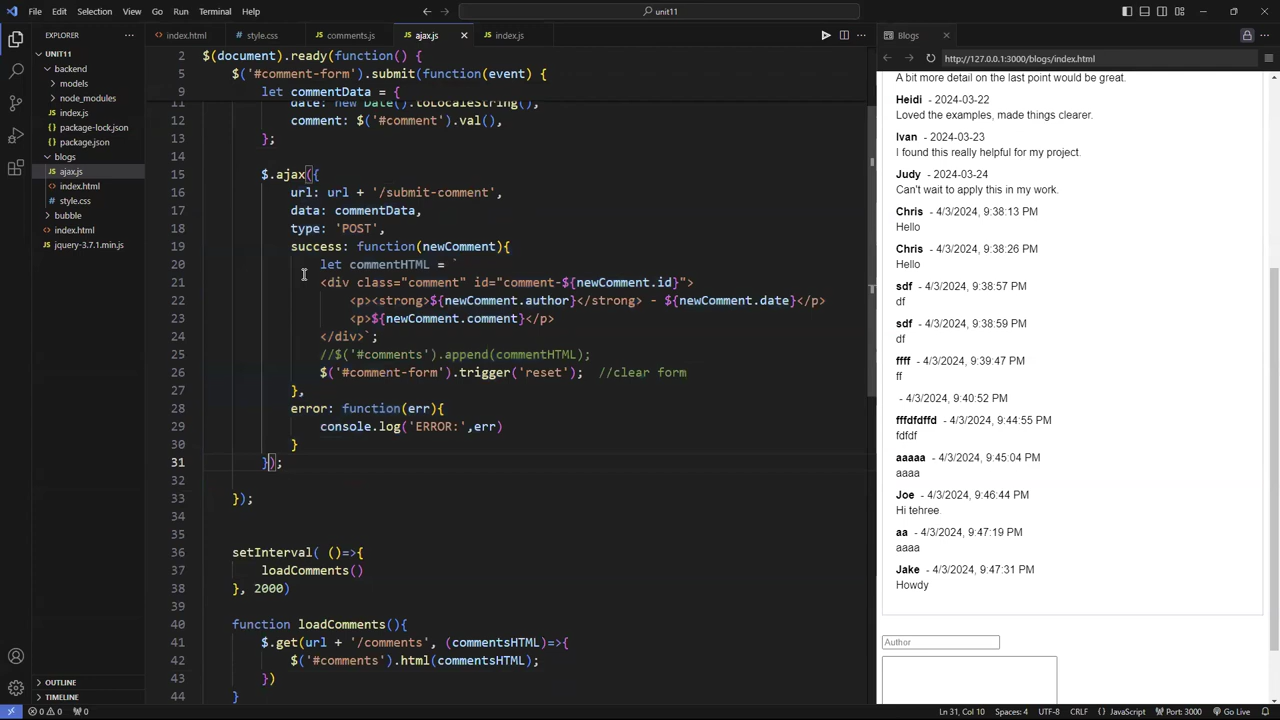 File Edit Selection View Go Run Terminal Help
unit11
EXPLORER
UNIT11
backend
models
node_modules
index.js
package-lock.json
package.json
blogs
ajax.js
index.html
style.css
bubble
index.html
jquery-3.7.1.min.js
OUTLINE
TIMELINE
index.html style.css comments.js ajax.js index.js
2 $(document).ready(function() {
5 $('#comment-form').submit(function(event) {
9 let commentData = {
11 date: new Date().toLocaleString(),
12 comment: $('#comment').val(),
13 };
14
15 $.ajax({
16 url: url + '/submit-comment',
17 data: commentData,
18 type: 'POST',
19 success: function(newComment){
20 let commentHTML = `
21 <div class="comment" id="comment-${newComment.id}">
22 <p><strong>${newComment.author}</strong> - ${newComment.date}</p>
23 <p>${newComment.comment}</p>
24 </div>`;
25 //$('#comments').append(commentHTML);
26 $('#comment-form').trigger('reset'); //clear form
27 },
28 error: function(err){
29 console.log('ERROR:',err)
30 }
31 });
32
33 });
34
35
36 setInterval( ()=>{
37 loadComments()
38 }, 2000)
39
40 function loadComments(){
41 $.get(url + '/comments', (commentsHTML)=>{
42 $('#comments').html(commentsHTML);
43 })
44 }
Blogs
http://127.0.0.1:3000/blogs/index.html
A bit more detail on the last point would be great.
Heidi - 2024-03-22
Loved the examples, made things clearer.
Ivan - 2024-03-23
I found this really helpful for my project.
Judy - 2024-03-24
Can't wait to apply this in my work.
Chris - 4/3/2024, 9:38:13 PM
Hello
Chris - 4/3/2024, 9:38:26 PM
Hello
sdf - 4/3/2024, 9:38:57 PM
df
sdf - 4/3/2024, 9:38:59 PM
df
ffff - 4/3/2024, 9:39:47 PM
ff
- 4/3/2024, 9:40:52 PM
fffdfdffd - 4/3/2024, 9:44:55 PM
fdfdf
aaaaa - 4/3/2024, 9:45:04 PM
aaaa
Joe - 4/3/2024, 9:46:44 PM
Hi tehree
aa - 4/3/2024, 9:47:19 PM
aaaa
Jake - 4/3/2024, 9:47:31 PM
Howdy
Author
0 0 0 Ln 31, Col 10 Spaces: 4 UTF-8 CRLF {} JavaScript Port: 3000 Go Live